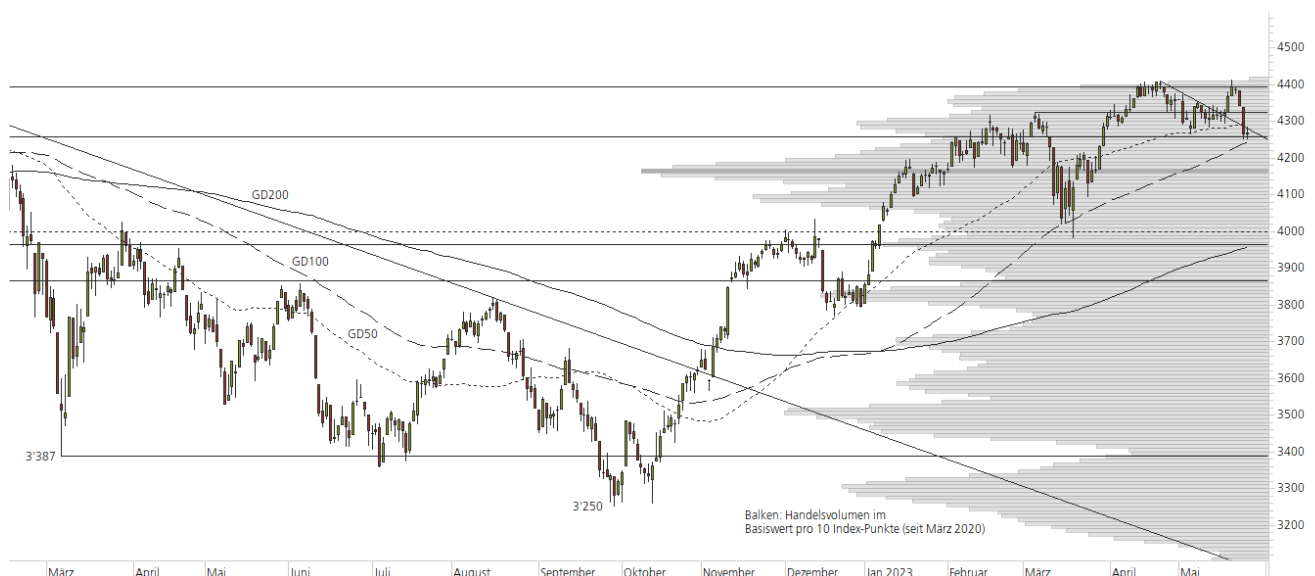 4500
4400
4300
4200
4100
4000
3900
3800
3700
3600
3500
3400
3300
3200
GD200
GD100
GD50
3'387
3'250
Balken: Handelsvolumen im
Basiswert pro 10 Index-Punkte (seit März 2020)
März April Mai Juni Juli August September Oktober November Dezember Jan 2023 Februar März April Mai